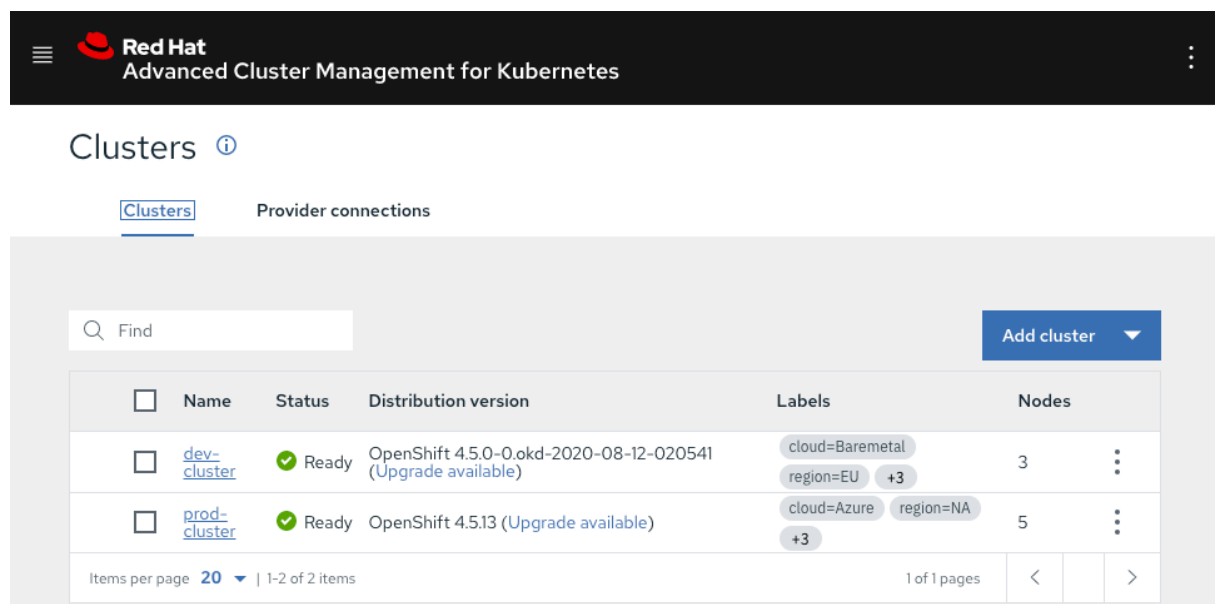 Red Hat
Advanced Cluster Management for Kubernetes
Clusters
Clusters Provider connections
Find
Add cluster
Name Status Distribution version Labels Nodes
dev-
cluster
Ready
OpenShift 4.5.0-0.okd-2020-08-12-020541
(Upgrade available)
cloud=Baremetal
region=EU +3
3
prod-
cluster
Ready
OpenShift 4.5.13 (Upgrade available)
cloud=Azure region=NA
+3
5
Items per page 20 | 1-2 of 2 items
1 of 1 pages